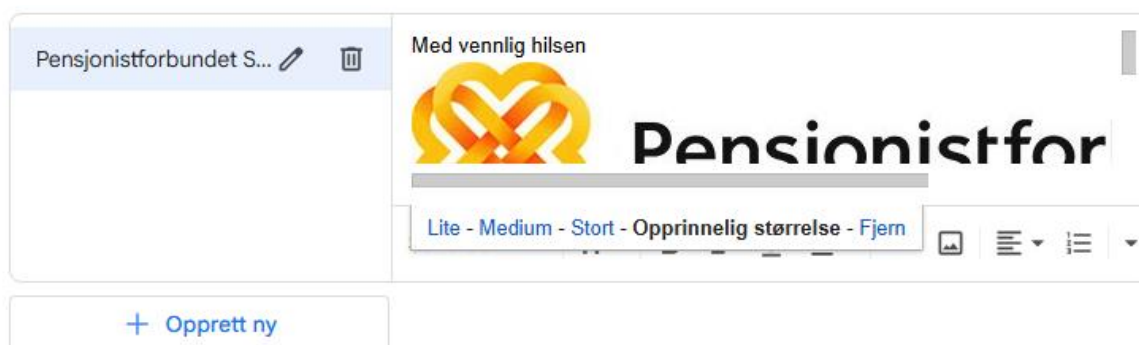 Pensjonistforbundet S...
Med vennlig hilsen
Pensjonistfor
Lite - Medium - Stort - Opprinnelig størrelse - Fjern
+ Opprett ny